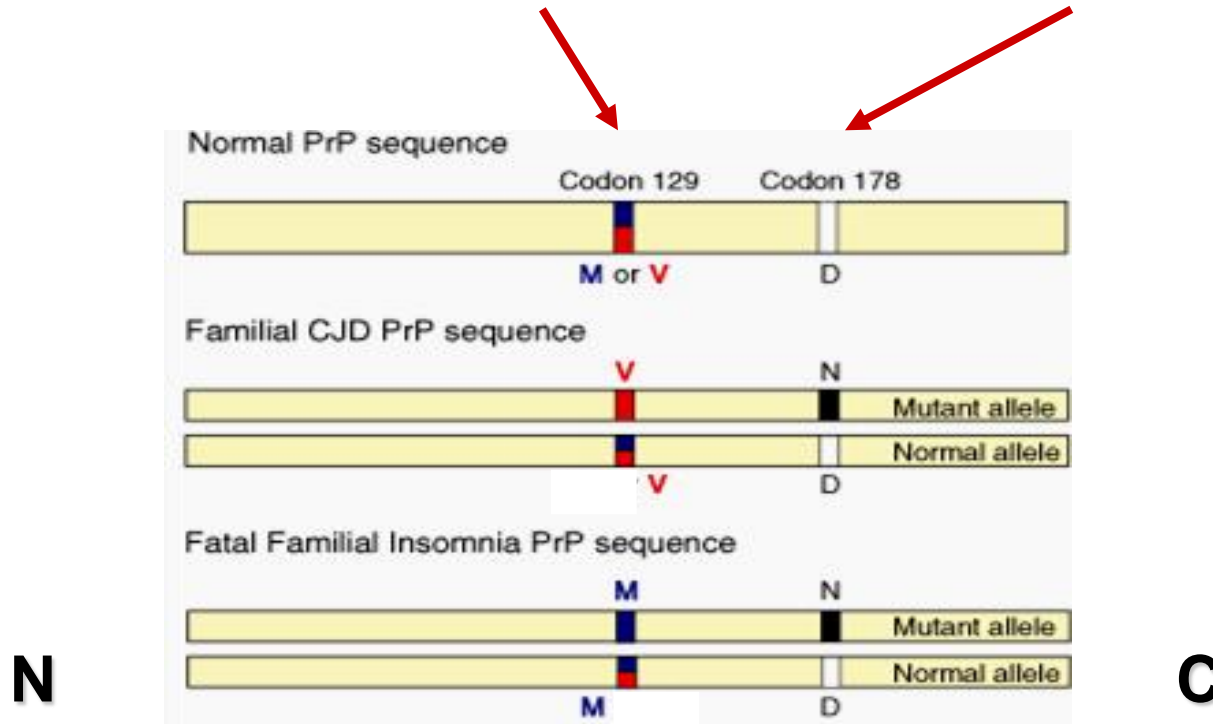 Normal PrP sequence
Codon 129 Codon 178
M or V D
Familial CJD PrP sequence
V N
Mutant allele
Normal allele
V D
Fatal Familial Insomnia PrP sequence
M N
Mutant allele
Normal allele
N C
M D